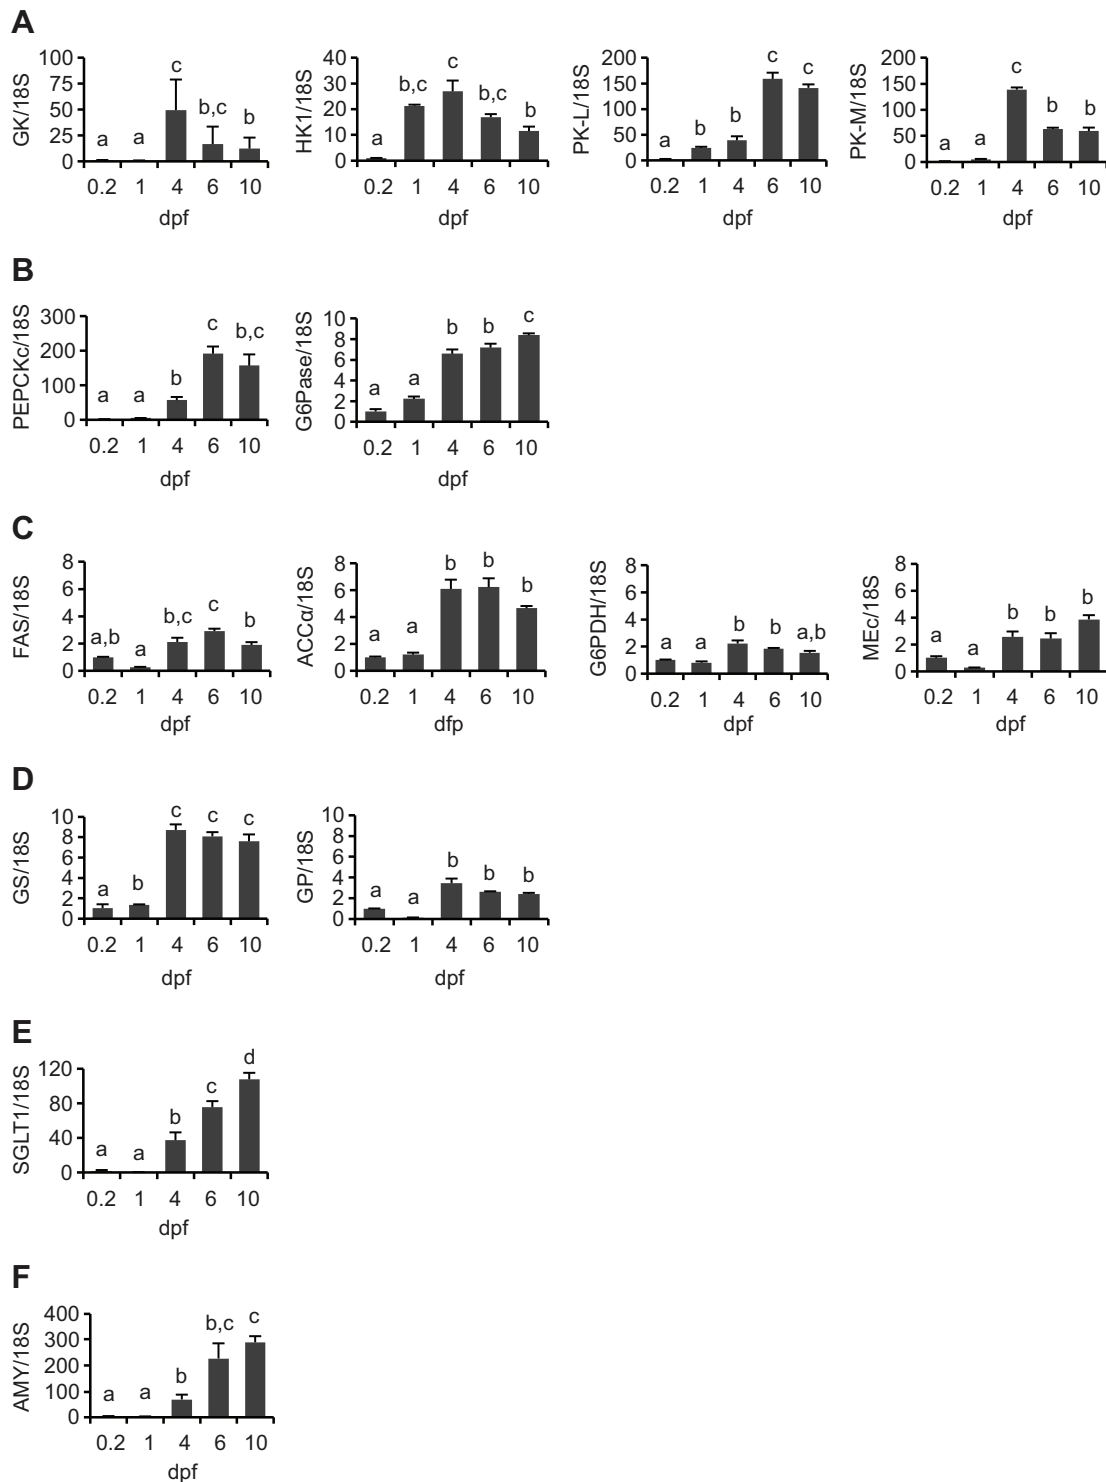 A
GK/18S
100
75
50
25
0
a a c b,c b
0.2 1 4 6 10
dpf
HK1/18S
40
30
20
10
0
a b,c c b,c b
0.2 1 4 6 10
dpf
PK-L/18S
200
150
100
50
0
a b b c c
0.2 1 4 6 10
dpf
PK-M/18S
200
150
100
50
0
a a c b b
0.2 1 4 6 10
dpf
B
PEPCKc/18S
300
200
100
0
a a b c b,c
0.2 1 4 6 10
dpf
G6Pase/18S
10
8
6
4
2
0
a a b b c
0.2 1 4 6 10
dpf
C
FAS/18S
8
6
4
2
0
a,b a b,c c b
0.2 1 4 6 10
dpf
ACCα/18S
8
6
4
2
0
a a b b b
0.2 1 4 6 10
dfp
G6PDH/18S
8
6
4
2
0
a a b b a,b
0.2 1 4 6 10
dpf
MEc/18S
8
6
4
2
0
a a b b b
0.2 1 4 6 10
dpf
D
GS/18S
10
8
6
4
2
0
a b c c c
0.2 1 4 6 10
dpf
GP/18S
10
8
6
4
2
0
a a b b b
0.2 1 4 6 10
dpf
E
SGLT1/18S
120
80
40
0
a a b c d
0.2 1 4 6 10
dpf
F
AMY/18S
400
300
200
100
0
a a b b,c c
0.2 1 4 6 10
dpf